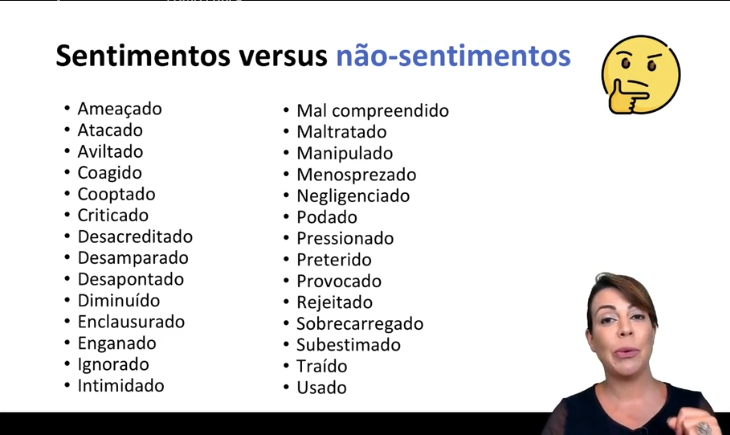 Sentimentos versus não-sentimentos
• Ameaçado
• Atacado
• Aviltado
• Coagido
• Cooptado
• Criticado
• Desacreditado
• Desamparado
• Desapontado
• Diminuído
• Enclausurado
• Enganado
• Ignorado
• Intimidado
• Mal compreendido
• Maltratado
• Manipulado
• Menosprezado
• Negligenciado
• Podado
• Pressionado
• Preterido
• Provocado
• Rejeitado
• Sobrecarregado
• Subestimado
• Traído
• Usado